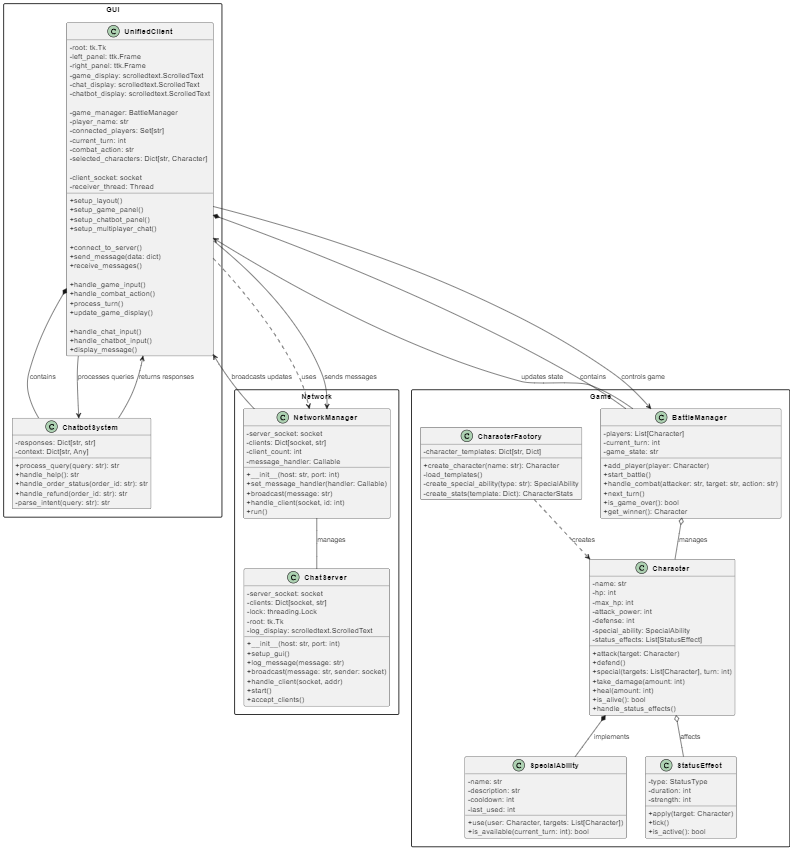 GUI
C UnifiedClient
-root: tk.Tk
-left_panel: ttk.Frame
-right_panel: ttk.Frame
-game_display: scrolledtext.ScrolledText
-chat_display: scrolledtext.ScrolledText
-chatbot_display: scrolledtext.ScrolledText
-game_manager: BattleManager
-player_name: str
-connected_players: Set[str]
-current_turn: int
-combat_action: str
-selected_characters: Dict[str, Character]
-client_socket: socket
-receiver_thread: Thread
+setup_layout()
+setup_game_panel()
+setup_chatbot_panel()
+setup_multiplayer_chat()
+connect_to_server()
+send_message(data: dict)
+receive_messages()
+handle_game_input()
+handle_combat_action()
+process_turn()
+update_game_display()
+handle_chat_input()
+handle_chatbot_input()
+display_message()
contains
processes queries
returns responses
broadcasts updates
uses
sends messages
updates state
contains
controls game
C ChatbotSystem
-responses: Dict[str, str]
-context: Dict[str, Any]
+process_query(query: str): str
+handle_help(): str
+handle_order_status(order_id: str): str
+handle_refund(order_id: str): str
-parse_intent(query: str): str
Network
C NetworkManager
-server_socket: socket
-clients: Dict[socket, str]
-client_count: int
-message_handler: Callable
+__init__(host: str, port: int)
+set_message_handler(handler: Callable)
+broadcast(message: str)
+handle_client(socket, id: int)
+run()
manages
C ChatServer
-server_socket: socket
-clients: Dict[socket, str]
-lock: threading.Lock
-root: tk.Tk
-log_display: scrolledtext.ScrolledText
+__init__(host: str, port: int)
+setup_gui()
+log_message(message: str)
+broadcast(message: str, sender: socket)
+handle_client(socket, addr)
+start()
+accept_clients()
Game
C CharacterFactory
-character_templates: Dict[str, Dict]
+create_character(name: str): Character
-load_templates()
-create_special_ability(type: str): SpecialAbility
-create_stats(template: Dict): CharacterStats
C BattleManager
-players: List[Character]
-current_turn: int
-game_state: str
+add_player(player: Character)
+start_battle()
+handle_combat(attacker: str, target: str, action: str)
+next_turn()
+is_game_over(): bool
+get_winner(): Character
creates
manages
C Character
-name: str
-hp: int
-max_hp: int
-attack_power: int
-defense: int
-special_ability: SpecialAbility
-status_effects: List[StatusEffect]
+attack(target: Character)
+defend()
+special(targets: List[Character], turn: int)
+take_damage(amount: int)
+heal(amount: int)
+is_alive(): bool
+handle_status_effects()
implements
affects
C SpecialAbility
-name: str
-description: str
-cooldown: int
-last_used: int
+use(user: Character, targets: List[Character])
+is_available(current_turn: int): bool
C StatusEffect
-type: StatusType
-duration: int
-strength: int
+apply(target: Character)
+tick()
+is_active(): bool